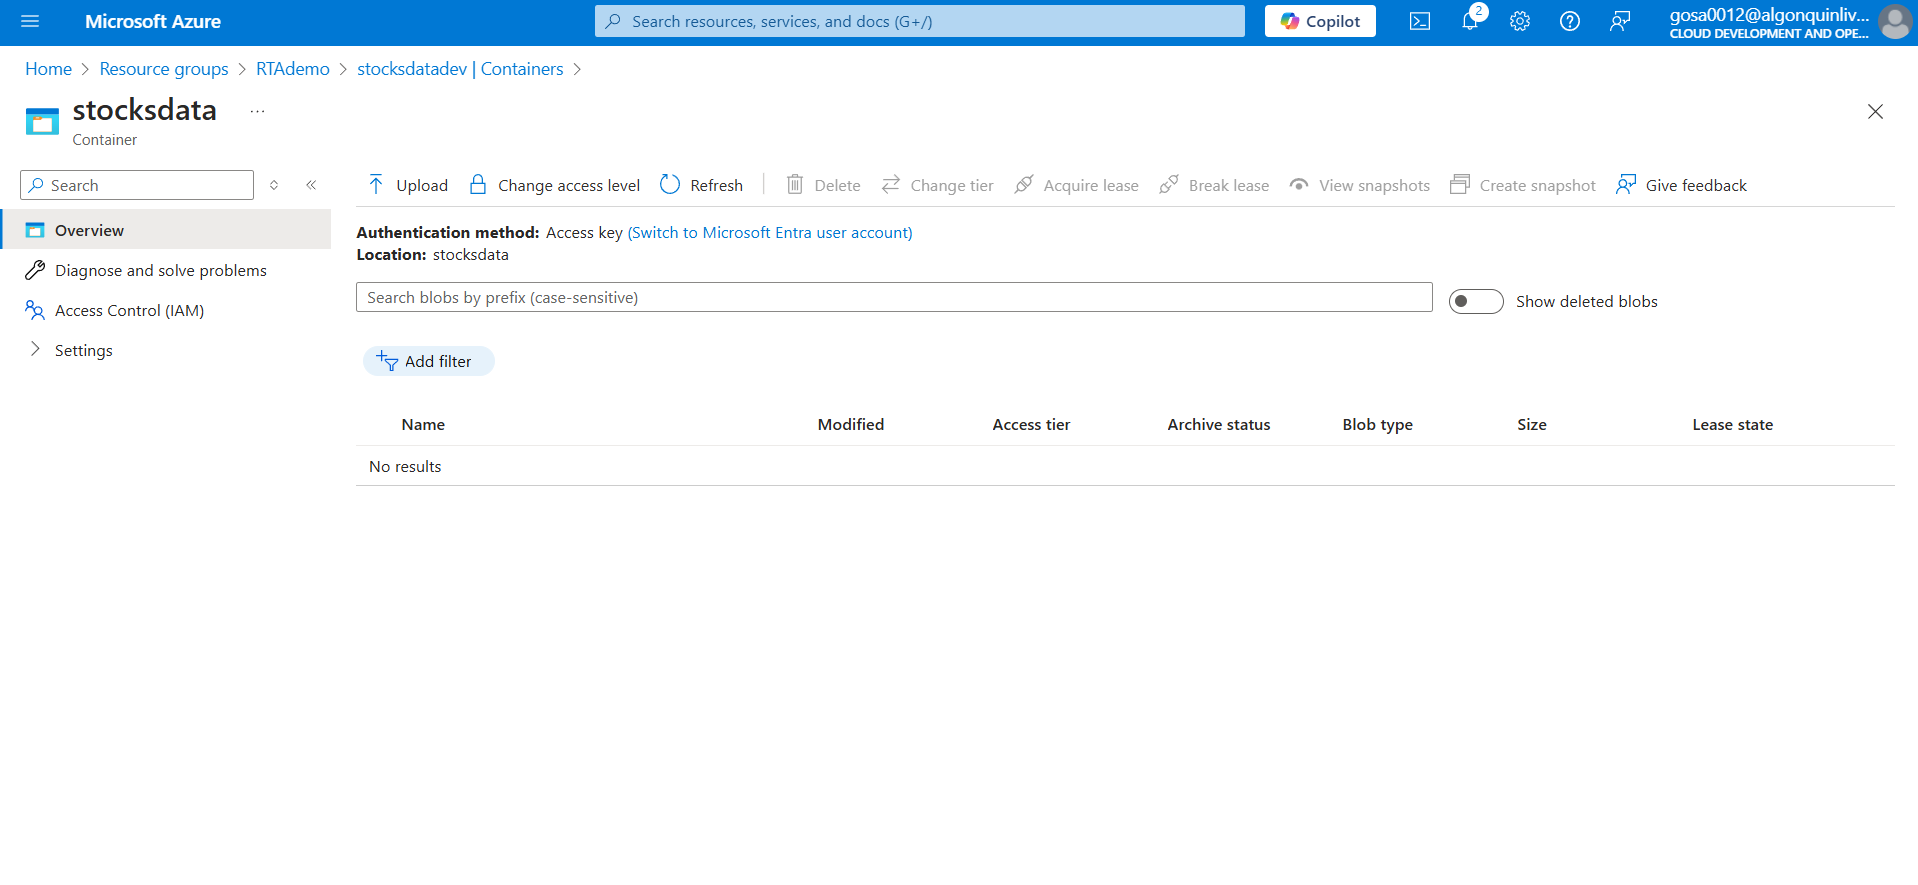 Microsoft Azure
Search resources, services, and docs (G+/)
Copilot
2
gosa0012@algonquinliv...
CLOUD DEVELOPMENT AND OPE...
Home > Resource groups > RTAdemo > stocksdatadev | Containers >
stocksdata ...
Container
Search
Upload Change access level Refresh Delete Change tier Acquire lease Break lease View snapshots Create snapshot Give feedback
Overview
Diagnose and solve problems
Access Control (IAM)
Settings
Authentication method: Access key (Switch to Microsoft Entra user account)
Location: stocksdata
Search blobs by prefix (case-sensitive)
Show deleted blobs
Add filter
Name Modified Access tier Archive status Blob type Size Lease state
No results